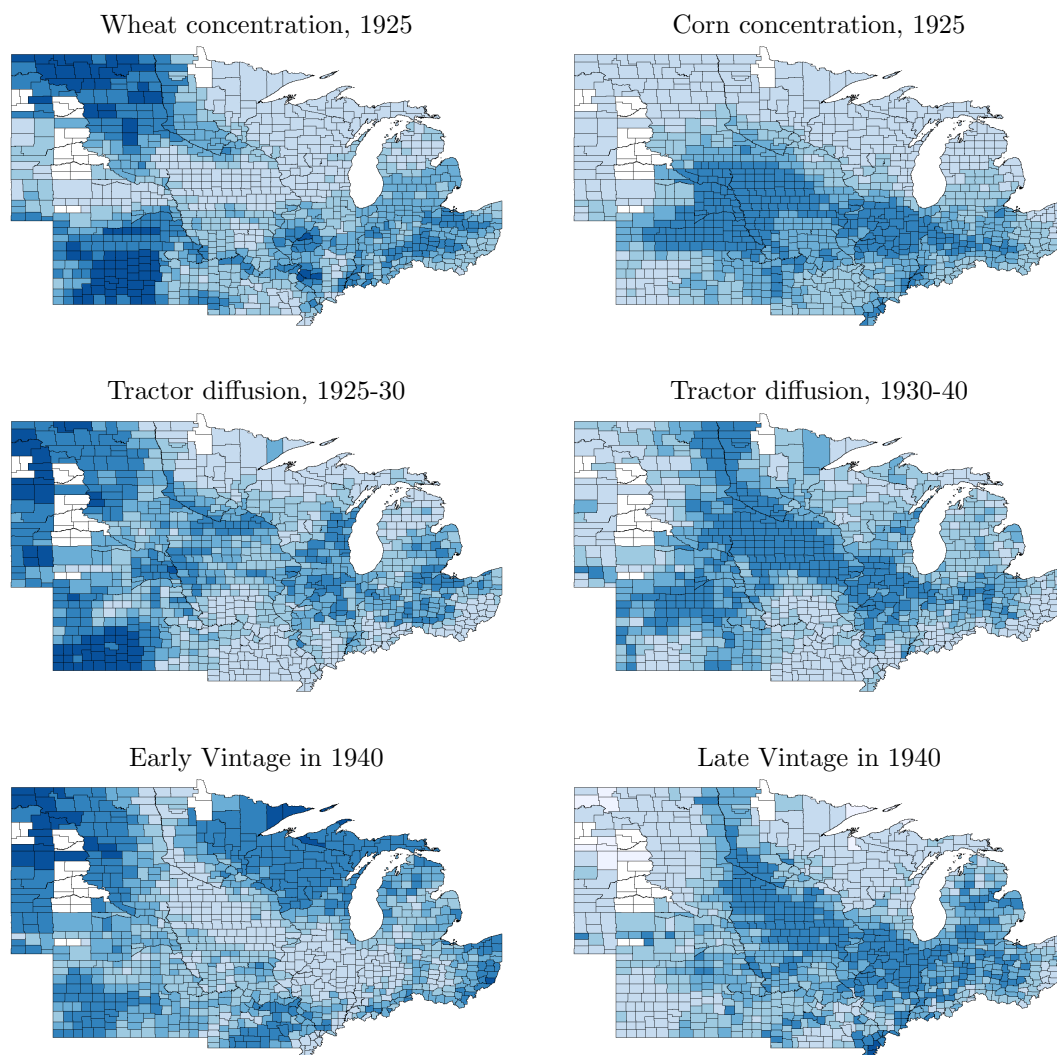 Wheat concentration, 1925
Corn concentration, 1925
Tractor diffusion, 1925-30
Tractor diffusion, 1930-40
Early Vintage in 1940
Late Vintage in 1940